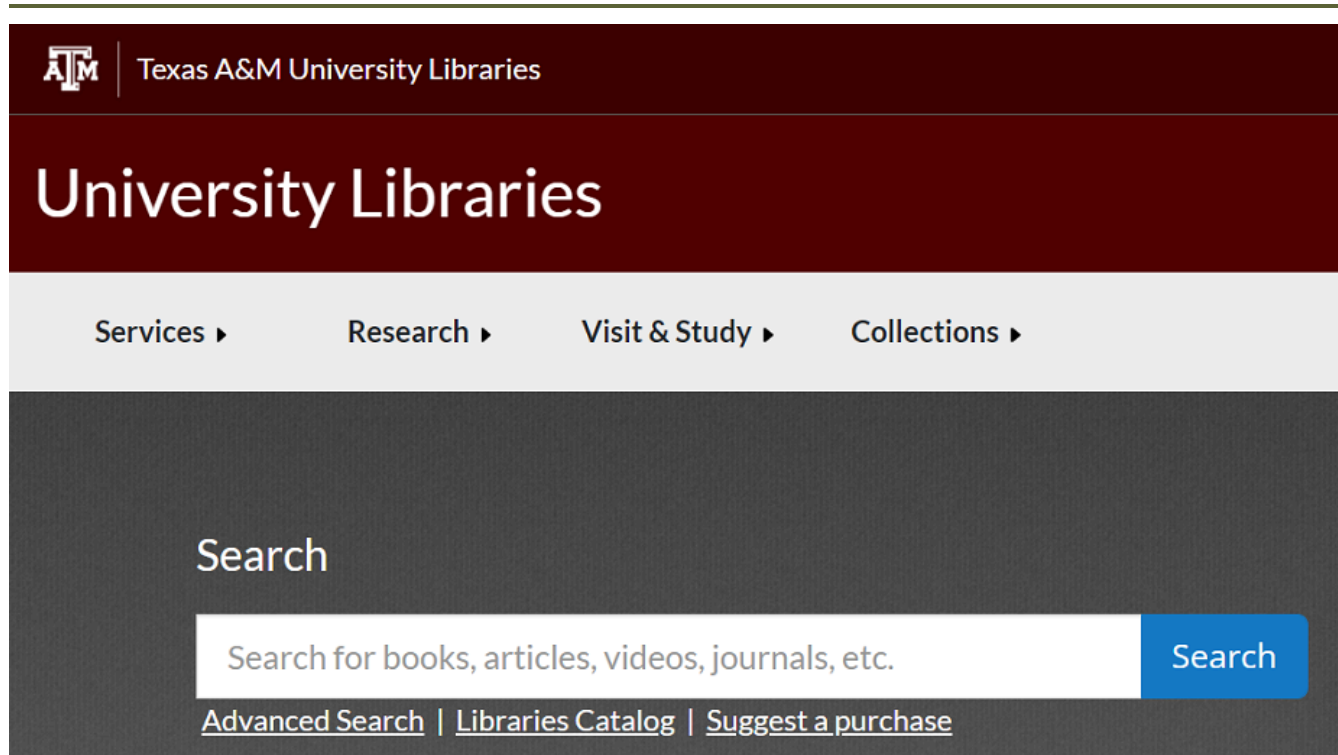 ATM Texas A&M University Libraries
University Libraries
Services Research Visit & Study Collections
Search
Search for books, articles, videos, journals, etc. Search
Advanced Search | Libraries Catalog | Suggest a purchase